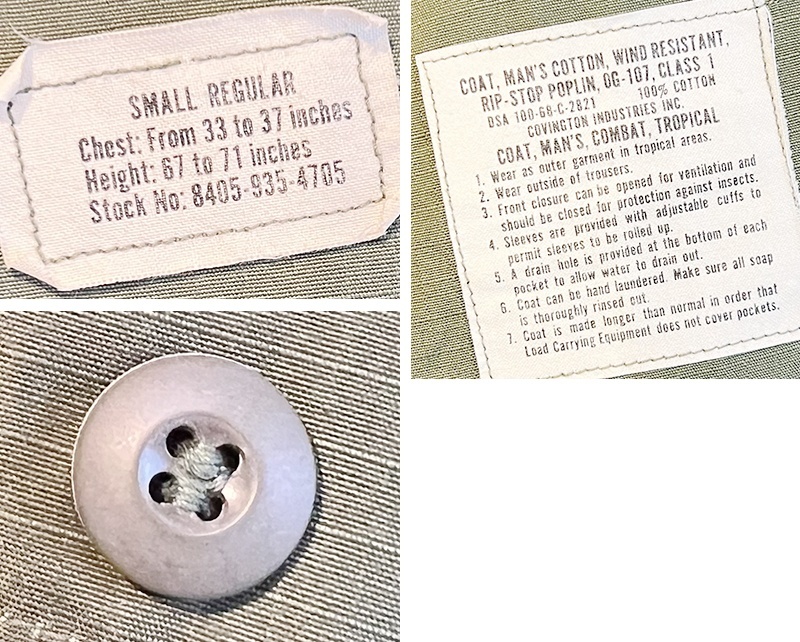 SMALL REGULAR
Chest: From 33 to 37 inches
Height: 67 to 71 inches
Stock No: 8405-935-4705
COAT, MAN'S COTTON, WIND RESISTANT,
RIP-STOP POPLIN, OG-107, CLASS 1
DSA 100-68-C-2821 100% COTTON
COVINGTON INDUSTRIES INC.
COAT, MAN'S, COMBAT, TROPICAL
1. Wear as outer garment in tropical areas.
2. Wear outside of trousers.
3. Front closure can be opened for ventilation and
should be closed for protection against insects.
4. Sleeves are provided with adjustable cuffs to
permit sleeves to be rolled up.
5. A drain hole is provided at the bottom of each
pocket to allow water to drain out.
6. Coat can be hand laundered. Make sure all soap
is thoroughly rinsed out.
7. Coat is made longer than normal in order that
Load Carrying Equipment does not cover pockets.